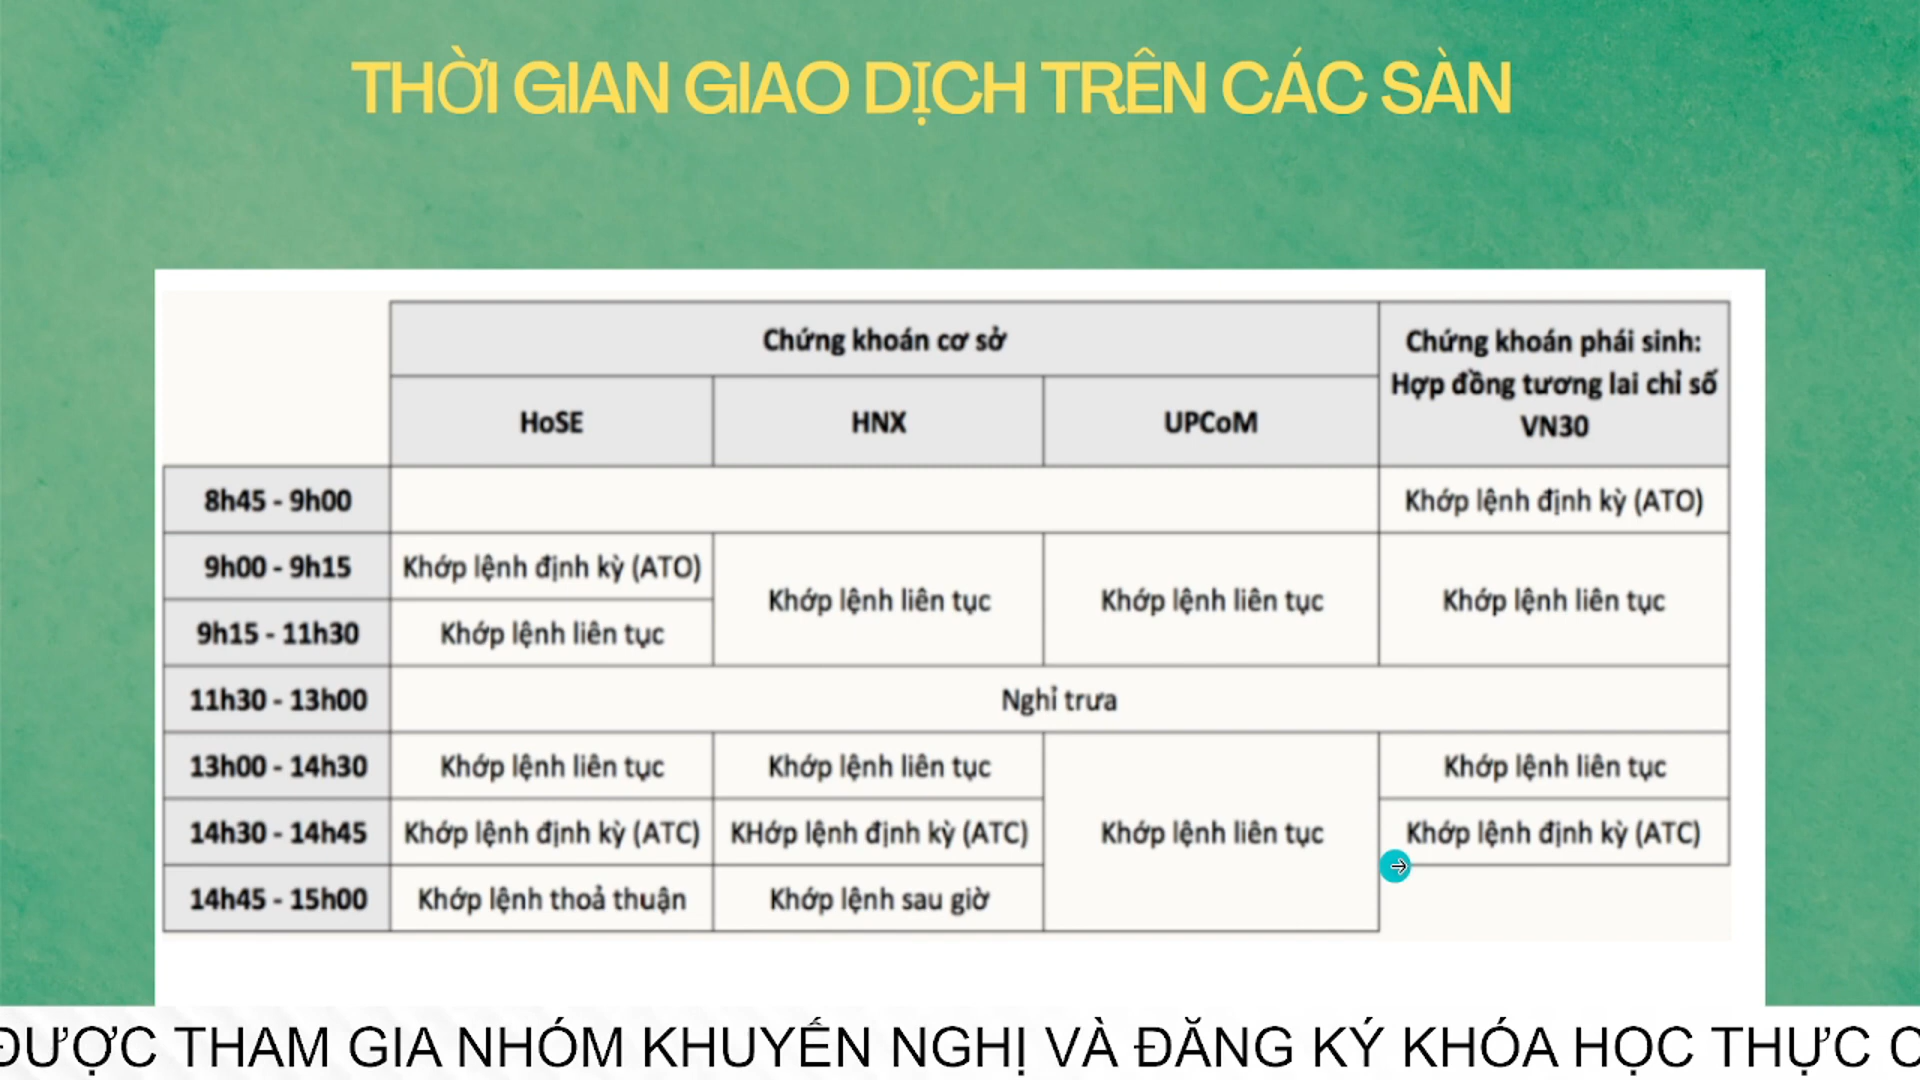 THỜI GIAN GIAO DỊCH TRÊN CÁC SÀN
Chứng khoán cơ sở
Chứng khoán phái sinh:
Hợp đồng tương lai chỉ số
VN30
HoSE HNX UPCoM
8h45 - 9h00 Khớp lệnh định kỳ (ATO)
9h00 - 9h15 Khớp lệnh định kỳ (ATO)
Khớp lệnh liên tục Khớp lệnh liên tục Khớp lệnh liên tục
9h15 - 11h30 Khớp lệnh liên tục
11h30 - 13h00 Nghỉ trưa
13h00 - 14h30 Khớp lệnh liên tục Khớp lệnh liên tục Khớp lệnh liên tục
14h30 - 14h45 Khớp lệnh định kỳ (ATC) KHớp lệnh định kỳ (ATC) Khớp lệnh liên tục Khớp lệnh định kỳ (ATC)
14h45 - 15h00 Khớp lệnh thoả thuận Khớp lệnh sau giờ
ĐƯỢC THAM GIA NHÓM KHUYẾN NGHỊ VÀ ĐĂNG KÝ KHÓA HỌC THỰC